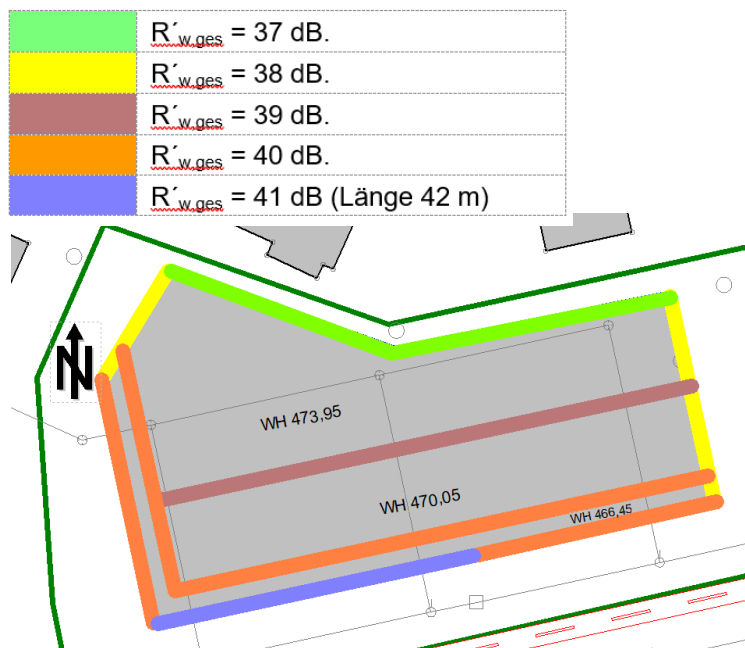 R´w,ges = 37 dB.
R´w,ges = 38 dB.
R´w,ges = 39 dB.
R´w,ges = 40 dB.
R´w,ges = 41 dB (Länge 42 m)
N
WH 473,95
WH 470,05
WH 466,45